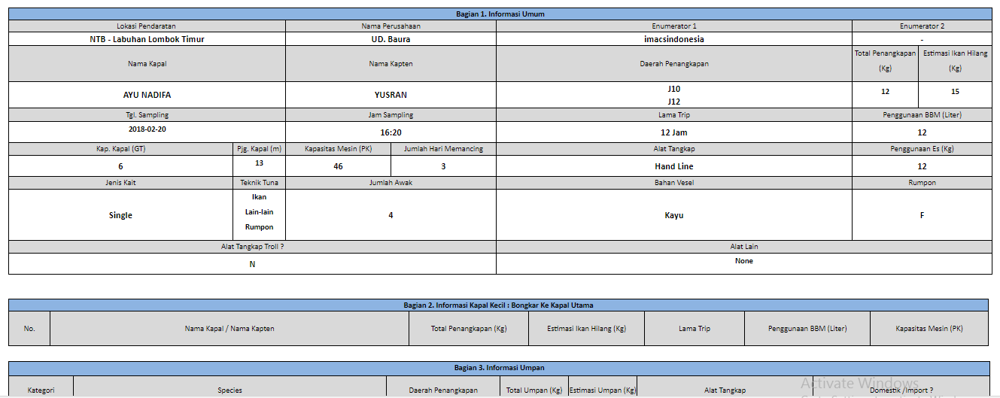 Bagian 1. Informasi Umum
Lokasi Pendaratan Nama Perusahaan Enumerator 1 Enumerator 2
NTB - Labuhan Lombok Timur UD. Baura imacsindonesia -
Nama Kapal Nama Kapten Daerah Penangkapan Total Penangkapan (Kg) Estimasi Ikan Hilang (Kg)
AYU NADIFA YUSRAN J10 12 15
J12
Tgl. Sampling Jam Sampling Lama Trip Penggunaan BBM (Liter)
2018-02-20 16:20 12 Jam 12
Kap. Kapal (GT) Pjg. Kapal (m) Kapasitas Mesin (PK) Jumlah Hari Memancing Alat Tangkap Penggunaan Es (Kg)
6 13 46 3 Hand Line 12
Jenis Kait Teknik Tuna Jumlah Awak Bahan Vesel Rumpon
Ikan
Single Lain-lain 4 Kayu F
Rumpon
Alat Tangkap Troll ? Alat Lain
N None
Bagian 2. Informasi Kapal Kecil : Bongkar Ke Kapal Utama
No. Nama Kapal / Nama Kapten Total Penangkapan (Kg) Estimasi Ikan Hilang (Kg) Lama Trip Penggunaan BBM (Liter) Kapasitas Mesin (PK)
Bagian 3. Informasi Umpan
Activate Windows
Kategori Species Daerah Penangkapan Total Umpan (Kg) Estimasi Umpan (Kg) Alat Tangkap Domestik /Import ?